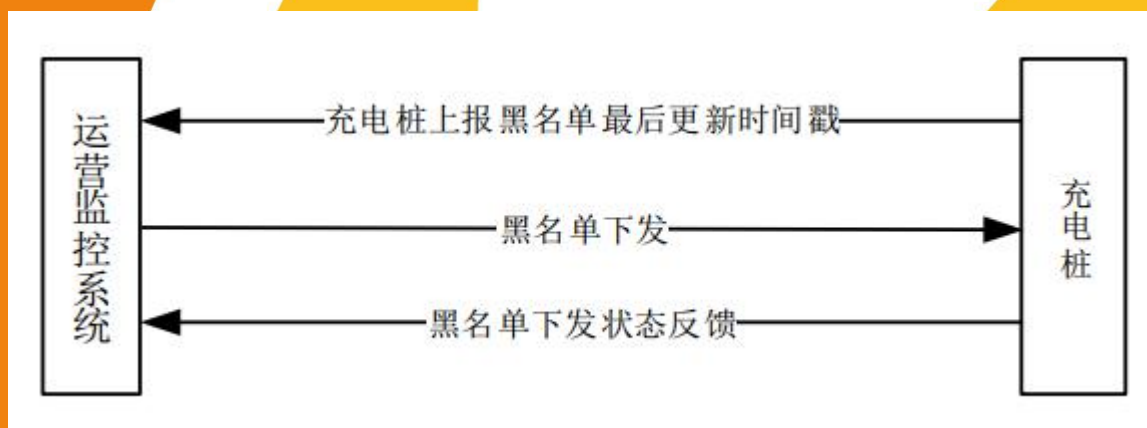 运营监控系统
充电桩上报黑名单最后更新时间戳
黑名单下发
黑名单下发状态反馈
充电桩